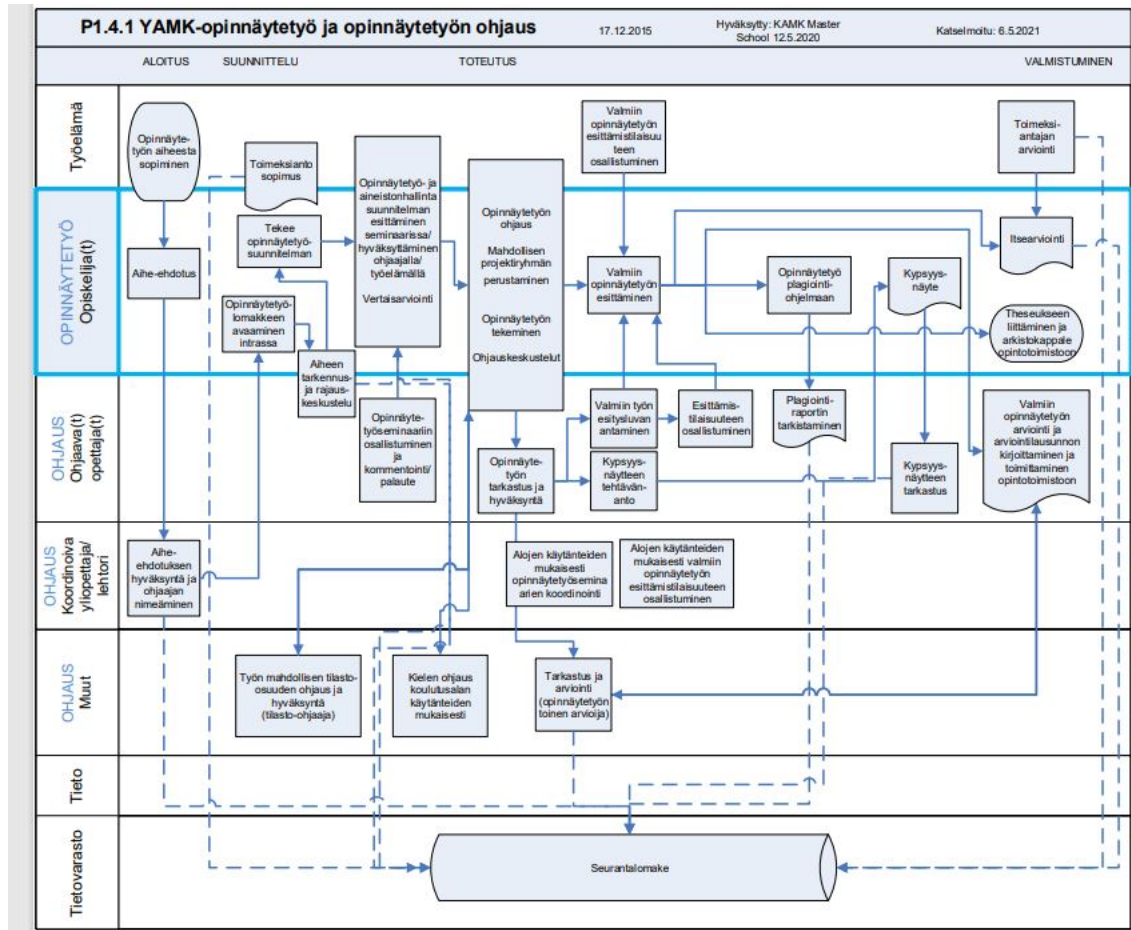 P1.4.1 YAMK-opinnäytetyö ja opinnäytetyön ohjaus
17.12.2015
Hyväksytty: KAMK Master
School 12.5.2020
Katselmoitu: 6.5.2021
ALOITUS
SUUNNITTELU
TOTEUTUS
VALMISTUMINEN
Työelämä
Opinnäyte-
työn aiheesta
sopiminen
Toimeksianto
sopimus
Opinnäytetyö- ja
aineistonhallinta
suunnitelman
esittäminen
seminaarissa/
hyväksyttäminen
ohjaajalla/
työelämällä
Vertaisarviointi
Opinnäytetyön
ohjaus
Mahdollisen
projektiryhmän
perustaminen
Opinnäytetyön
tekeminen
Ohjauskeskustelut
Valmiin
opinnäytetyön
esittämistilaisuu
teen
osallistuminen
Toimeksi-
antajan
arviointi
OPINNÄYTETYÖ
Opiskelija(t)
Aihe-ehdotus
Tekee
opinnäytetyö-
suunnitelman
Opinnäytetyö-
lomakkeen
avaaminen
intrassa
Aiheen
tarkennus-
ja rajaus-
keskustelu
Valmiin
opinnäytetyön
esittäminen
Opinnäytetyö
plagiointi-
ohjelmaan
Kypsyys-
näyte
Itsearviointi
Theseukseen
liittäminen ja
arkistokappale
opintotoimistoon
OHJAUS
Ohjaava(t)
opettaja(t)
Opinnäyte-
työseminaariin
osallistuminen
ja
kommentointi/
palaute
Opinnäyte-
työn
tarkastus ja
hyväksyntä
Valmiin työn
esitysluvan
antaminen
Esittämis-
tilaisuuteen
osallistuminen
Kypsyys-
näytteen
tehtävän-
anto
Plagiointi-
raportin
tarkistaminen
Kypsyys-
näytteen
tarkastus
Valmiin
opinnäytetyön
arviointi ja
arviointilausunnon
kirjoittaminen ja
toimittaminen
opintotoimistoon
OHJAUS
Koordinoiva
yliopettaja/
lehtori
Aihe-
ehdotuksen
hyväksyntä ja
ohjaajan
nimeäminen
Alojen käytänteiden
mukaisesti
opinnäytetyösemina
arien koordinointi
Alojen käytänteiden
mukaisesti valmiin
opinnäytetyön
esittämistilaisuuteen
osallistuminen
OHJAUS
Muut
Työn mahdollisen tilasto-
osuuden ohjaus ja
hyväksyntä
(tilasto-ohjaaja)
Kielen ohjaus
koulutusalan
käytänteiden
mukaisesti
Tarkastus ja
arviointi
(opinnäytetyön
toinen arvioija)
Tieto
Tietovarasto
Seurantalomake